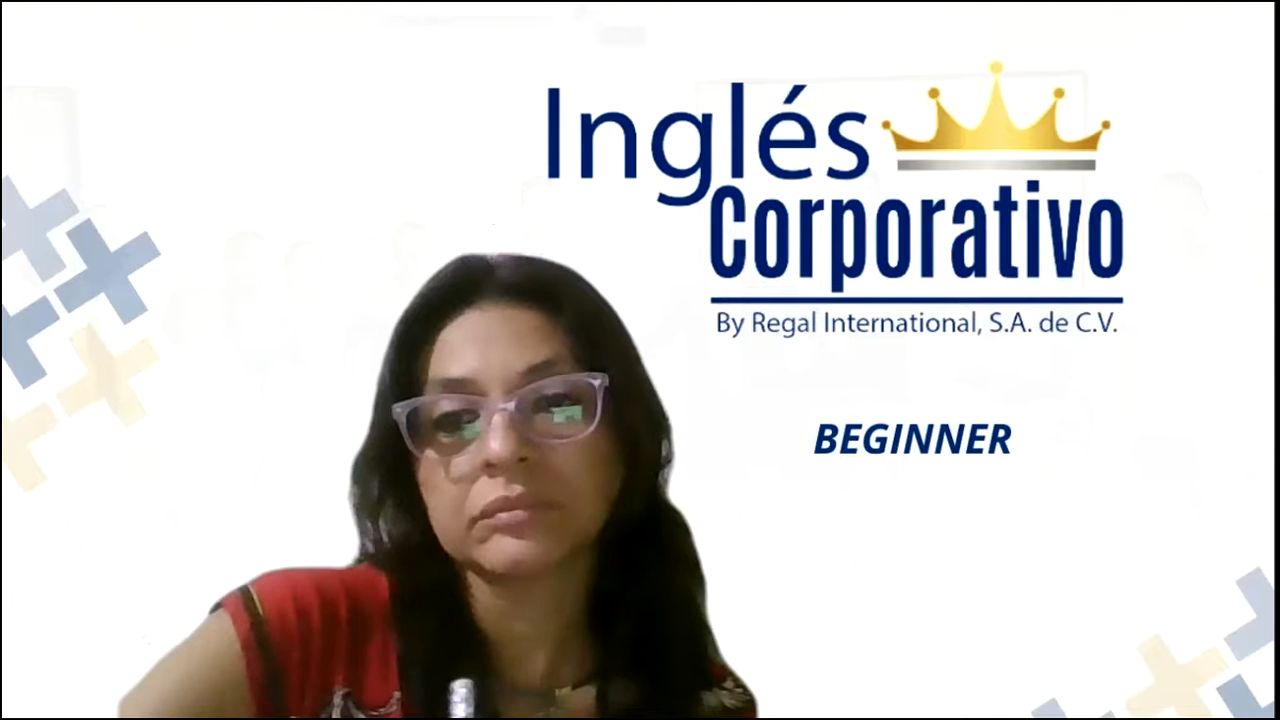 Inglés
Corporativo
By Regal International, S.A. de C.V.
BEGINNER